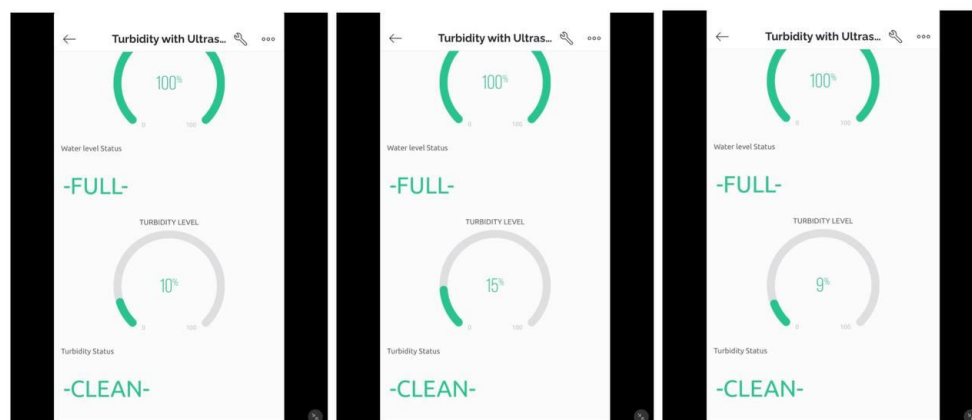 Turbidity with Ultras...
100%
0 100
Water level Status
-FULL-
TURBIDITY LEVEL
10%
0 100
Turbidity Status
-CLEAN-
Turbidity with Ultras...
100%
0 100
Water level Status
-FULL-
TURBIDITY LEVEL
15%
0 100
Turbidity Status
-CLEAN-
Turbidity with Ultras...
100%
0 100
Water level Status
-FULL-
TURBIDITY LEVEL
9%
0 100
Turbidity Status
-CLEAN-